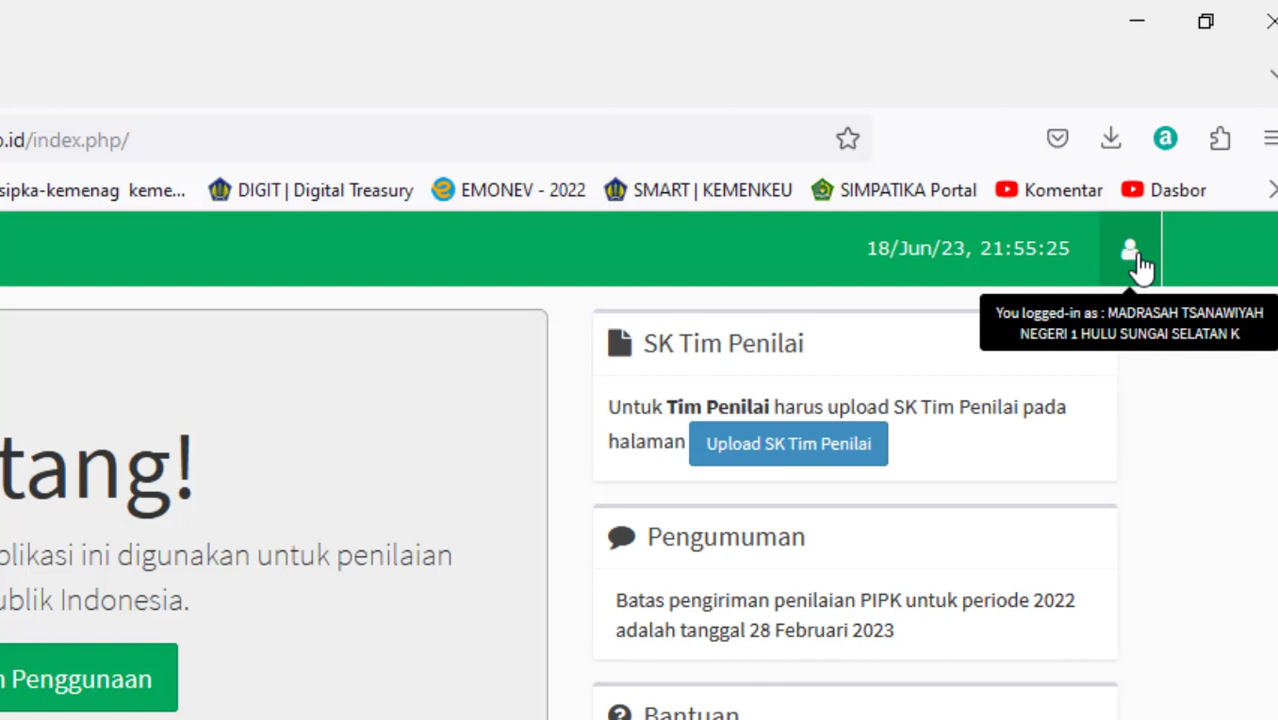 o.id/index.php/
sipka-kemenag keme... DIGIT | Digital Treasury EMONEV - 2022 SMART | KEMENKEU SIMPATIKA Portal Komentar Dasbor
18/Jun/23, 21:55:25
You logged-in as : MADRASAH TSANAWIYAH
NEGERI 1 HULU SUNGAI SELATAN K
SK Tim Penilai
Untuk Tim Penilai harus upload SK Tim Penilai pada
halaman Upload SK Tim Penilai
tang!
plikasi ini digunakan untuk penilaian
ublik Indonesia.
n Penggunaan
Pengumuman
Batas pengiriman penilaian PIPK untuk periode 2022
adalah tanggal 28 Februari 2023
Bantuan